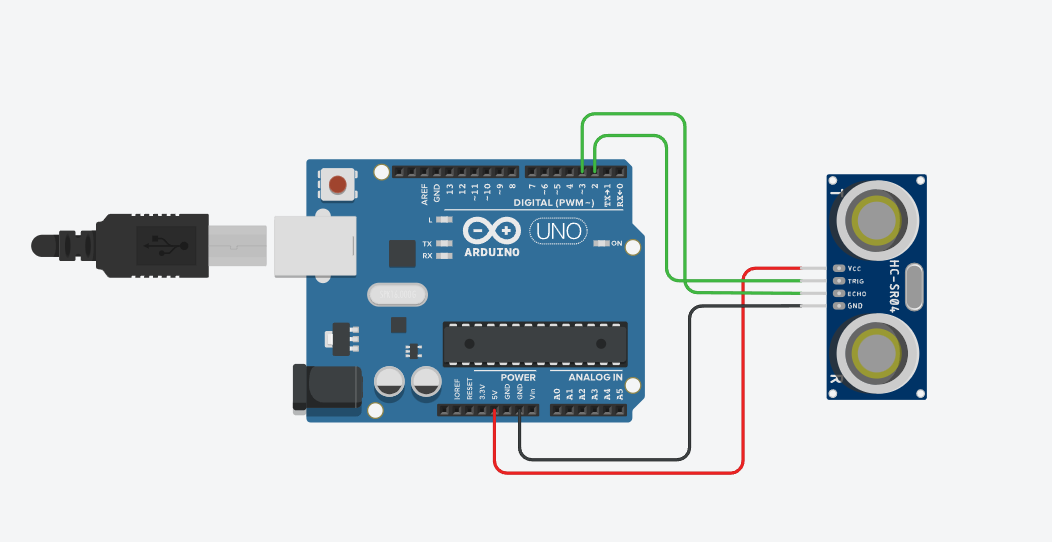 AREF
GND
13
12
~11
~10
~9
8
7
~6
~5
4
~3
2
TX→1
RX←0
DIGITAL (PWM~)
L
TX
RX
UNO
ARDUINO
ON
T
Vcc
TRIG
ECHO
GND
HC-SR04
R
POWER
ANALOG IN
IOREF
RESET
3.3V
5V
GND
GND
Vin
A0
A1
A2
A3
A4
A5